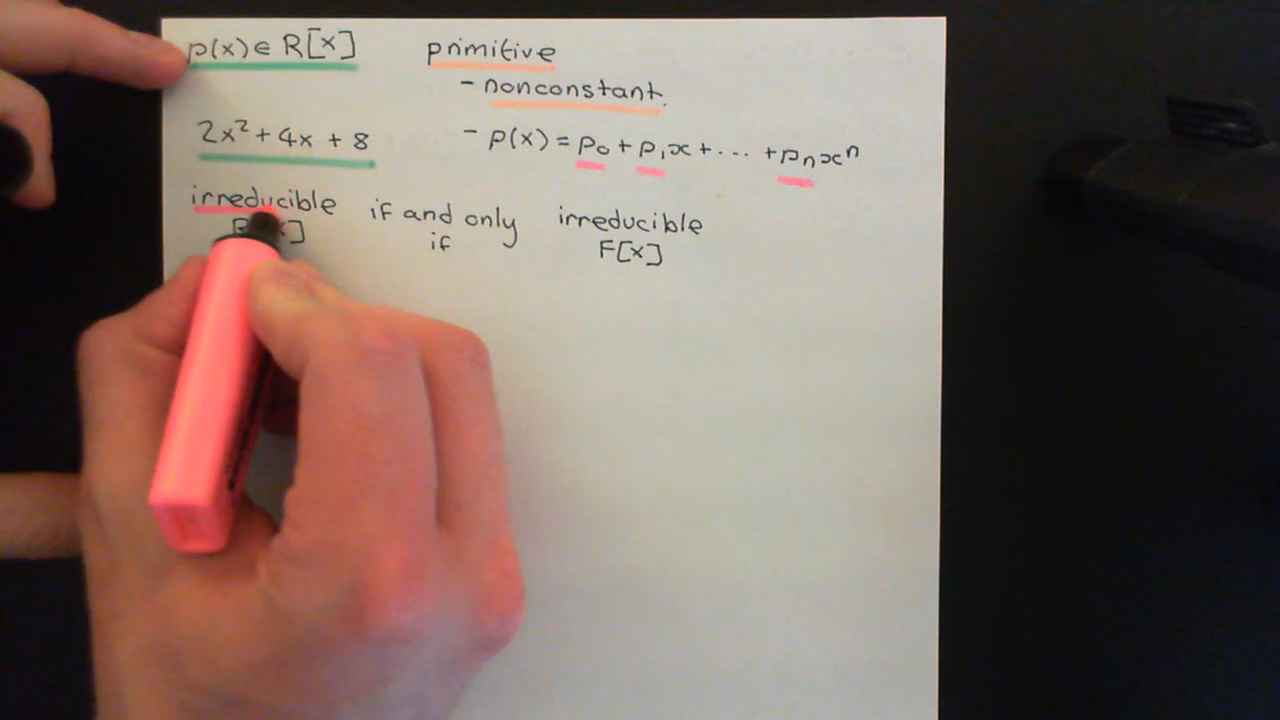 p(x) ∈ R[x] primitive
- nonconstant.
2x² + 4x + 8 - p(x) = p₀ + p₁x + ... + pₙxⁿ
irreducible if and only irreducible
if F[x]